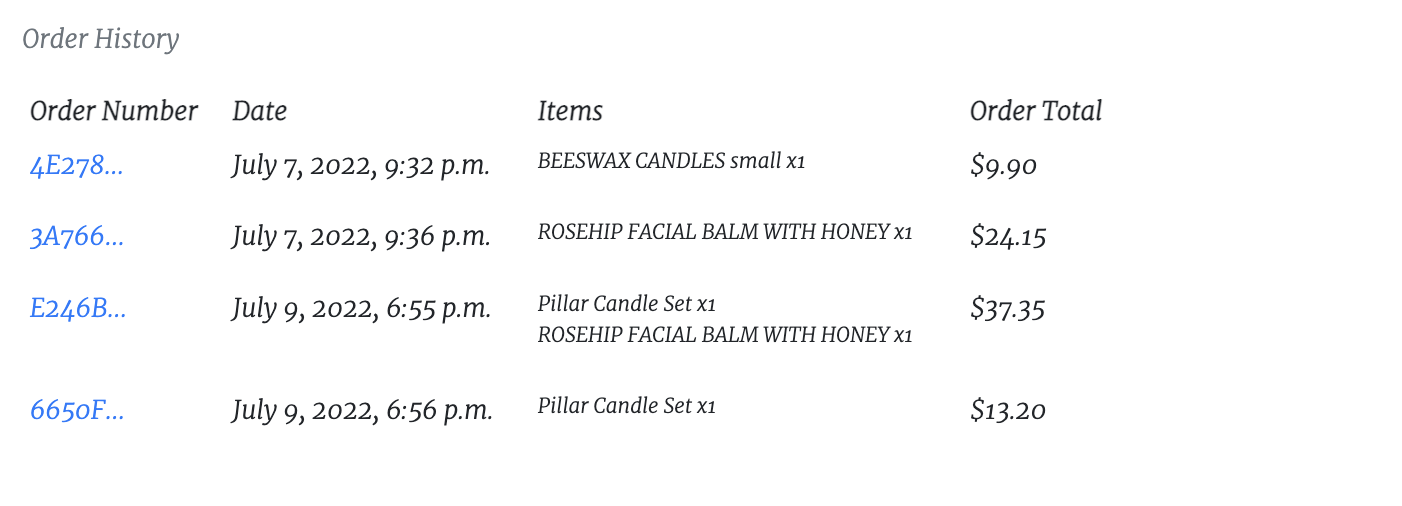 Order History
Order Number Date Items Order Total
4E278... July 7, 2022, 9:32 p.m. BEESWAX CANDLES small x1 $9.90
3A766... July 7, 2022, 9:36 p.m. ROSEHIP FACIAL BALM WITH HONEY x1 $24.15
E246B... July 9, 2022, 6:55 p.m. Pillar Candle Set x1 $37.35
ROSEHIP FACIAL BALM WITH HONEY x1
6650F... July 9, 2022, 6:56 p.m. Pillar Candle Set x1 $13.20